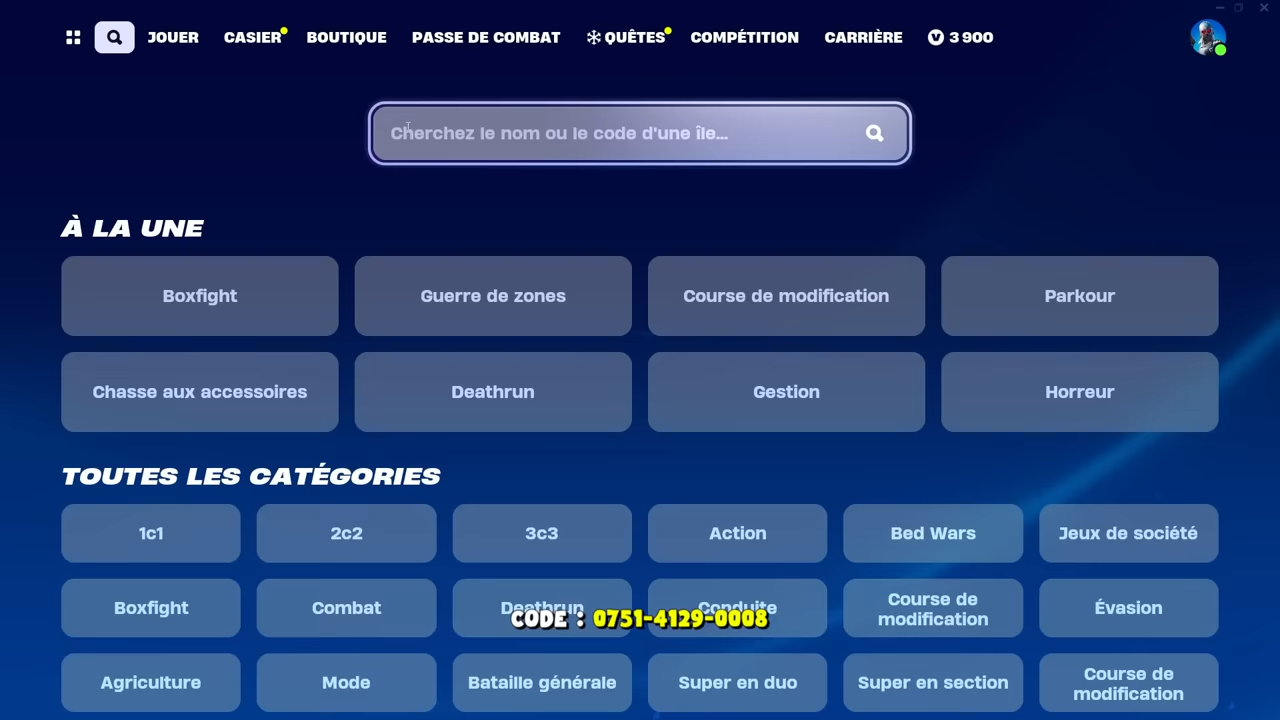 JOUER CASIER BOUTIQUE PASSE DE COMBAT QUÊTES COMPÉTITION CARRIÈRE 3 900
Cherchez le nom ou le code d'une île...
À LA UNE
Boxfight Guerre de zones Course de modification Parkour
Chasse aux accessoires Deathrun Gestion Horreur
TOUTES LES CATÉGORIES
1c1 2c2 3c3 Action Bed Wars Jeux de société
Boxfight Combat Deathrun Conduite Course de modification Évasion
CODE : 0751-4129-0008
Agriculture Mode Bataille générale Super en duo Super en section Course de modification